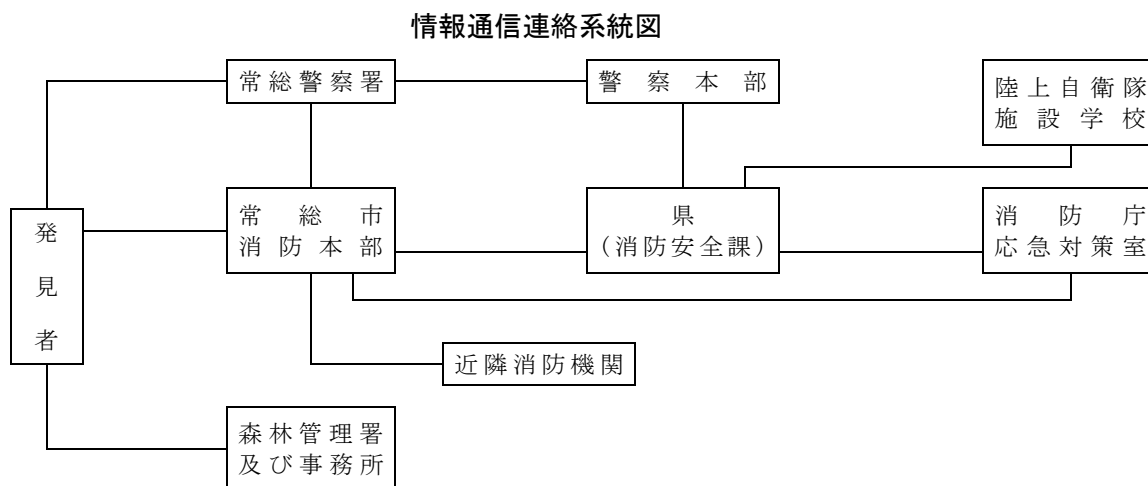 情報通信連絡系統図
常総警察署
警察本部
陸上自衛隊
施設学校
発見者
常総市
消防本部
県
（消防安全課）
消防庁
応急対策室
近隣消防機関
森林管理署
及び事務所